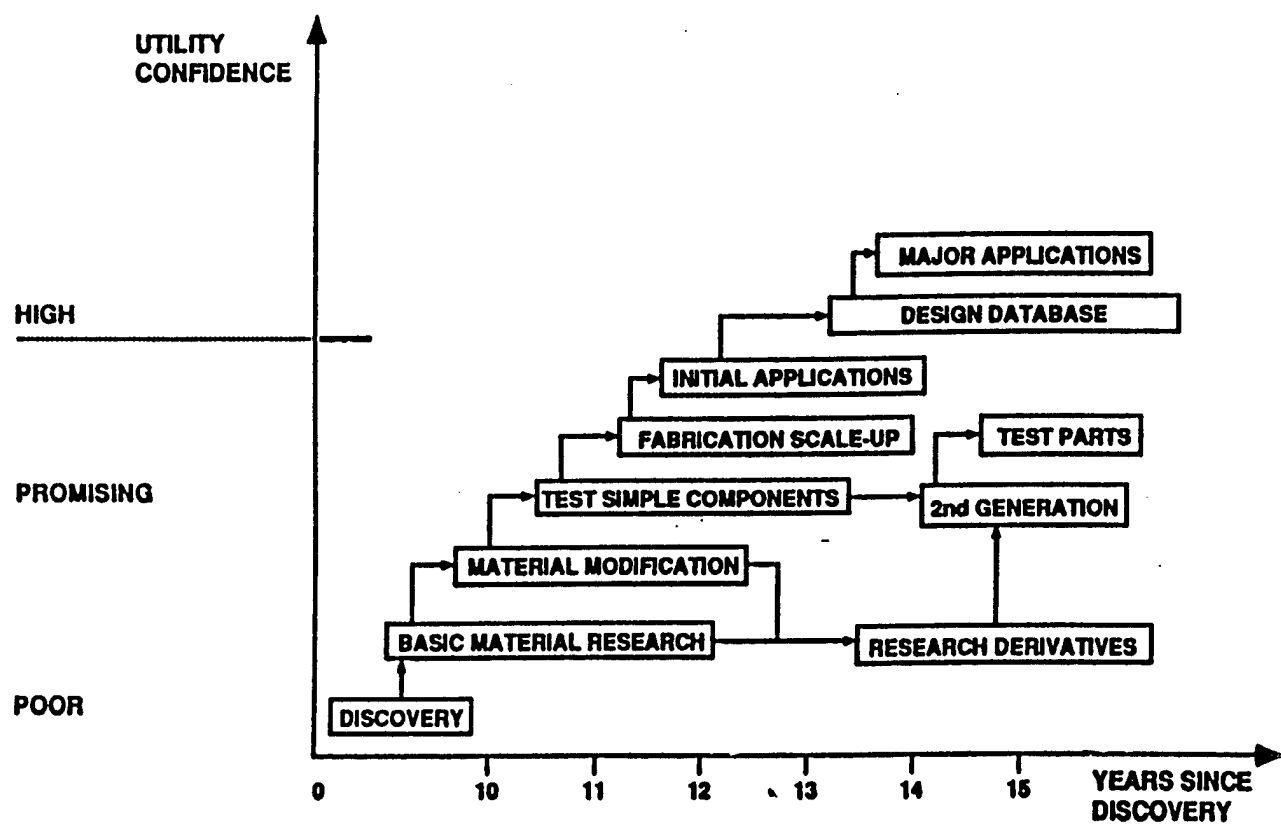 UTILITY
CONFIDENCE
MAJOR APPLICATIONS
HIGH
DESIGN DATABASE
INITIAL APPLICATIONS
FABRICATION SCALE-UP
TEST PARTS
PROMISING
TEST SIMPLE COMPONENTS
2nd GENERATION
MATERIAL MODIFICATION
BASIC MATERIAL RESEARCH
RESEARCH DERIVATIVES
POOR
DISCOVERY
0 10 11 12 13 14 15
YEARS SINCE
DISCOVERY